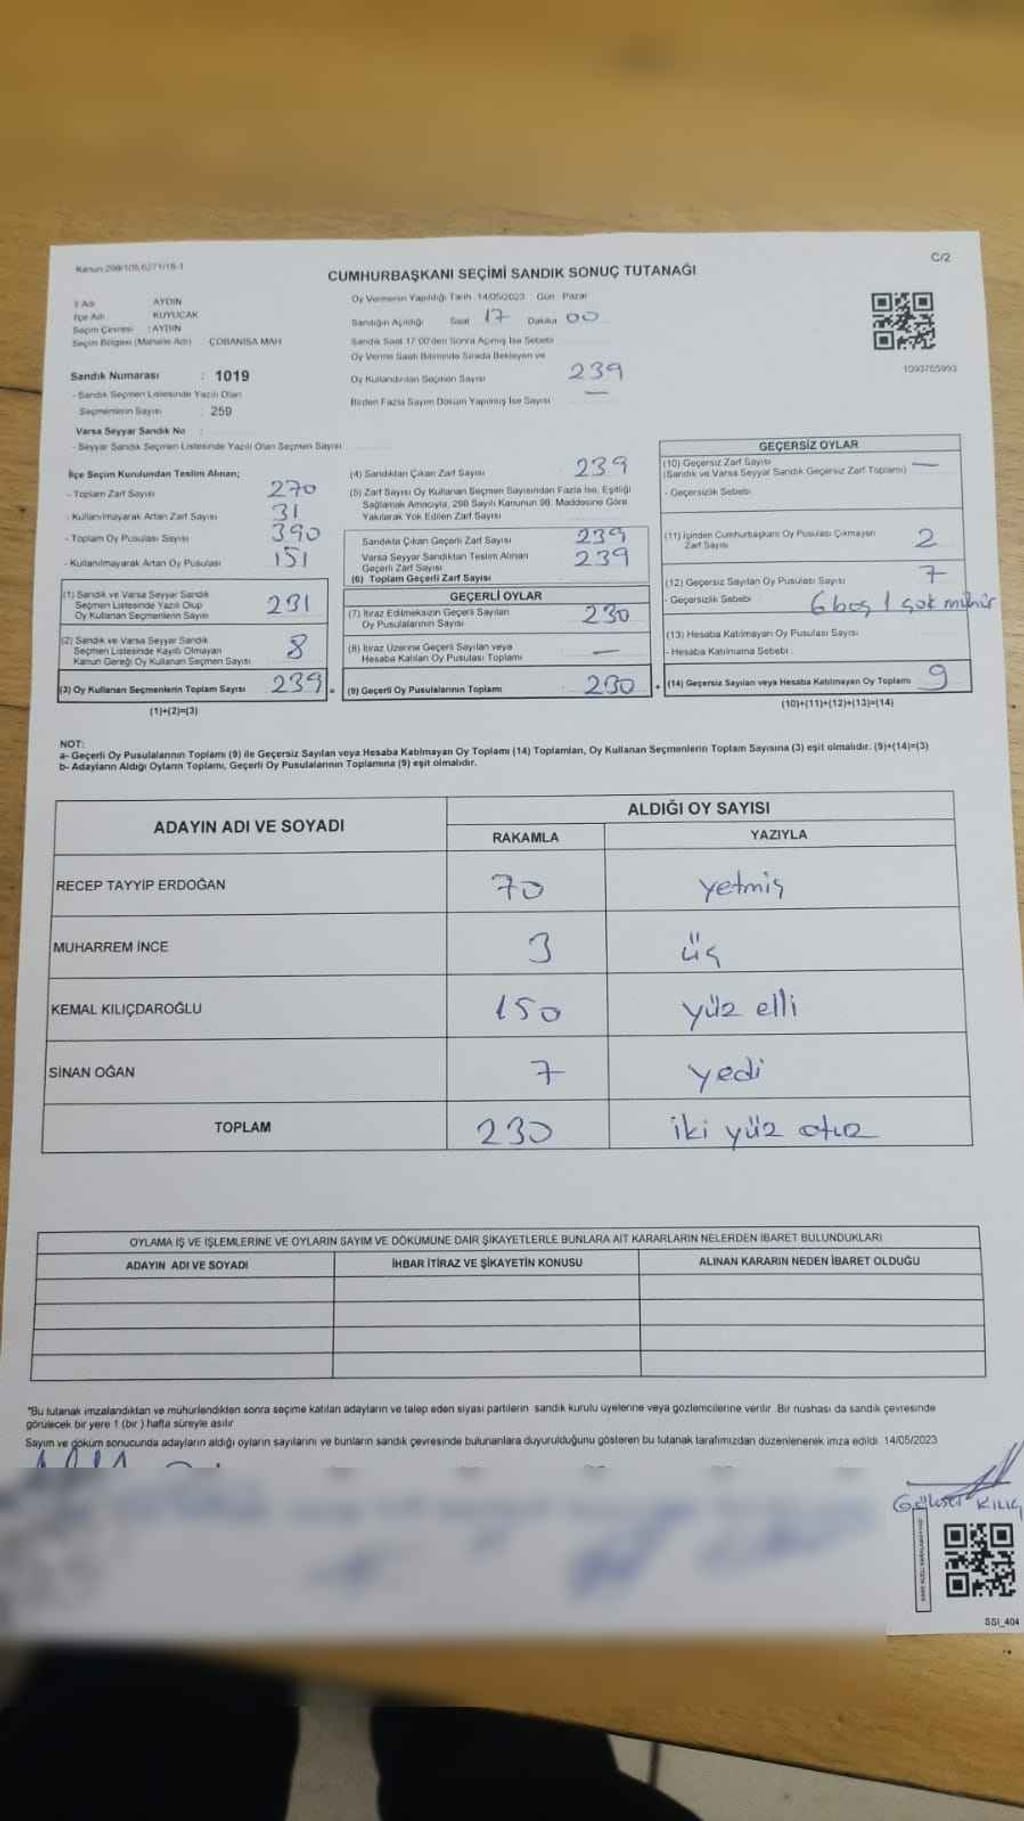 Kanun 298/105,6271/18-1
C/2
CUMHURBAŞKANI SEÇİMİ SANDIK SONUÇ TUTANAĞI
İl Adı AYDIN
İlçe Adı KUYUCAK
Seçim Çevresi : AYDIN
Seçim Bölgesi (Mahalle Adı) ÇOBANİSA MAH
Sandık Numarası : 1019
- Sandık Seçmen Listesinde Yazılı Olan
Seçmenlerin Sayısı : 259
Varsa Seyyar Sandık No :
- Seyyar Sandık Seçmen Listesinde Yazılı Olan Seçmen Sayısı
Oy Vermenin Yapıldığı Tarih 14/05/2023 Gün Pazar
Sandığın Açıldığı Saat 17 Dakika 00
Sandık Saat 17:00'den Sonra Açılmış İse Sebebi
Oy Verme Saati Bitiminde Sırada Bekleyen ve
Oy Kullandırılan Seçmen Sayısı 239
Birden Fazla Sayım Döküm Yapılmış İse Sayısı —
1093765993
İlçe Seçim Kurulundan Teslim Alınan;
- Toplam Zarf Sayısı 270
- Kullanılmayarak Artan Zarf Sayısı 31
- Toplam Oy Pusulası Sayısı 390
- Kullanılmayarak Artan Oy Pusulası 151
(1) Sandık ve Varsa Seyyar Sandık
Seçmen Listesinde Yazılı Olup
Oy Kullanan Seçmenlerin Sayısı 231
(2) Sandık ve Varsa Seyyar Sandık
Seçmen Listesinde Kayıtlı Olmayan
Kanun Gereği Oy Kullanan Seçmen Sayısı 8
(3) Oy Kullanan Seçmenlerin Toplam Sayısı 239
(1)+(2)=(3)
(4) Sandıktan Çıkan Zarf Sayısı 239
(5) Zarf Sayısı Oy Kullanan Seçmen Sayısından Fazla İse, Eşitliği
Sağlamak Amacıyla, 298 Sayılı Kanunun 98. Maddesine Göre
Yakılarak Yok Edilen Zarf Sayısı
Sandıkta Çıkan Geçerli Zarf Sayısı 239
Varsa Seyyar Sandıktan Teslim Alınan
Geçerli Zarf Sayısı 239
(6) Toplam Geçerli Zarf Sayısı
GEÇERLİ OYLAR
(7) İtiraz Edilmeksizin Geçerli Sayılan
Oy Pusulalarının Sayısı 230
(8) İtiraz Üzerine Geçerli Sayılan veya
Hesaba Katılan Oy Pusulası Toplamı —
(9) Geçerli Oy Pusulalarının Toplamı 230
GEÇERSİZ OYLAR
(10) Geçersiz Zarf Sayısı —
(Sandık ve Varsa Seyyar Sandık Geçersiz Zarf Toplamı)
- Geçersizlik Sebebi
(11) İçinden Cumhurbaşkanı Oy Pusulası Çıkmayan
Zarf Sayısı 2
(12) Geçersiz Sayılan Oy Pusulası Sayısı 7
- Geçersizlik Sebebi 6 boş 1 çok mühür
(13) Hesaba Katılmayan Oy Pusulası Sayısı
- Hesaba Katılmama Sebebi :
(14) Geçersiz Sayılan veya Hesaba Katılmayan Oy Toplamı 9
(10)+(11)+(12)+(13)=(14)
NOT:
a- Geçerli Oy Pusulalarının Toplamı (9) ile Geçersiz Sayılan veya Hesaba Katılmayan Oy Toplamı (14) Toplamları, Oy Kullanan Seçmenlerin Toplam Sayısına (3) eşit olmalıdır. (9)+(14)=(3)
b- Adayların Aldığı Oyların Toplamı, Geçerli Oy Pusulalarının Toplamına (9) eşit olmalıdır.
ADAYIN ADI VE SOYADI ALDIĞI OY SAYISI
RAKAMLA YAZIYLA
RECEP TAYYİP ERDOĞAN 70 yetmiş
MUHARREM İNCE 3 üç
KEMAL KILIÇDAROĞLU 150 yüz elli
SİNAN OĞAN 7 yedi
TOPLAM 230 iki yüz otuz
OYLAMA İŞ VE İŞLEMLERİNE VE OYLARIN SAYIM VE DÖKÜMÜNE DAİR ŞİKAYETLERLE BUNLARA AİT KARARLARIN NELERDEN İBARET BULUNDUKLARI
ADAYIN ADI VE SOYADI İHBAR İTİRAZ VE ŞİKAYETİN KONUSU ALINAN KARARIN NEDEN İBARET OLDUĞU
"Bu tutanak imzalandıktan ve mühürlendikten sonra seçime katılan adayların ve talep eden siyasi partilerin sandık kurulu üyelerine veya gözlemcilerine verilir. Bir nüshası da sandık çevresinde
görülecek bir yere 1 (bir) hafta süreyle asılır
Sayım ve döküm sonucunda adayların aldığı oyların sayılarını ve bunların sandık çevresinde bulunanlara duyurulduğunu gösteren bu tutanak tarafımızdan düzenlenerek imza edildi. 14/05/2023
Göksel KILIÇ
SSI_404